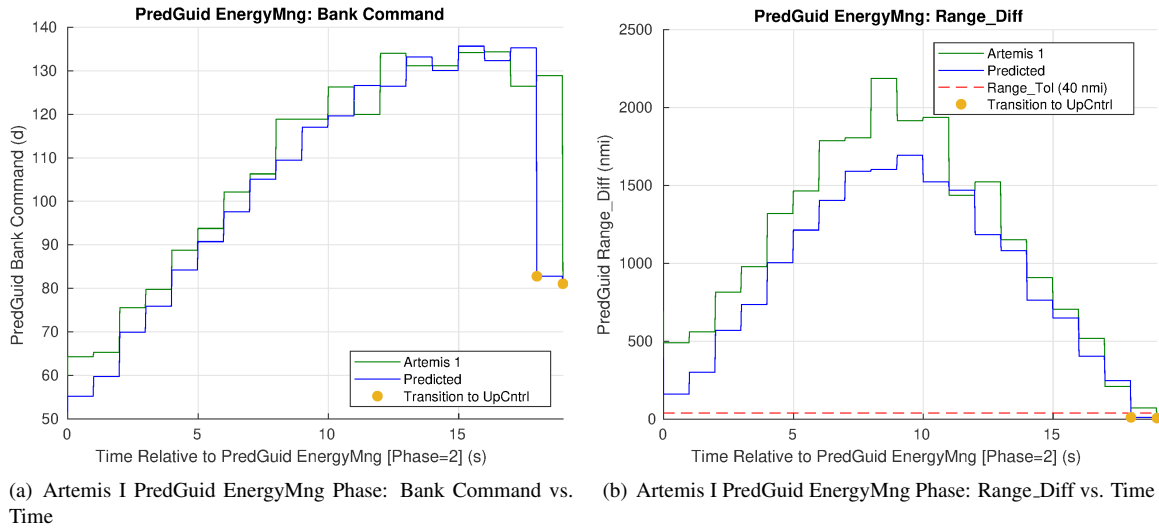 PredGuid EnergyMng: Bank Command
140
130
120
110
100
90
80
70
60
50
PredGuid Bank Command (d)
Artemis 1
Predicted
Transition to UpCntrl
0 5 10 15
Time Relative to PredGuid EnergyMng [Phase=2] (s)
(a) Artemis I PredGuid EnergyMng Phase: Bank Command vs.
Time
PredGuid EnergyMng: Range_Diff
2500
2000
1500
1000
500
0
PredGuid Range_Diff (nmi)
Artemis 1
Predicted
Range_Tol (40 nmi)
Transition to UpCntrl
0 5 10 15
Time Relative to PredGuid EnergyMng [Phase=2] (s)
(b) Artemis I PredGuid EnergyMng Phase: Range_Diff vs. Time